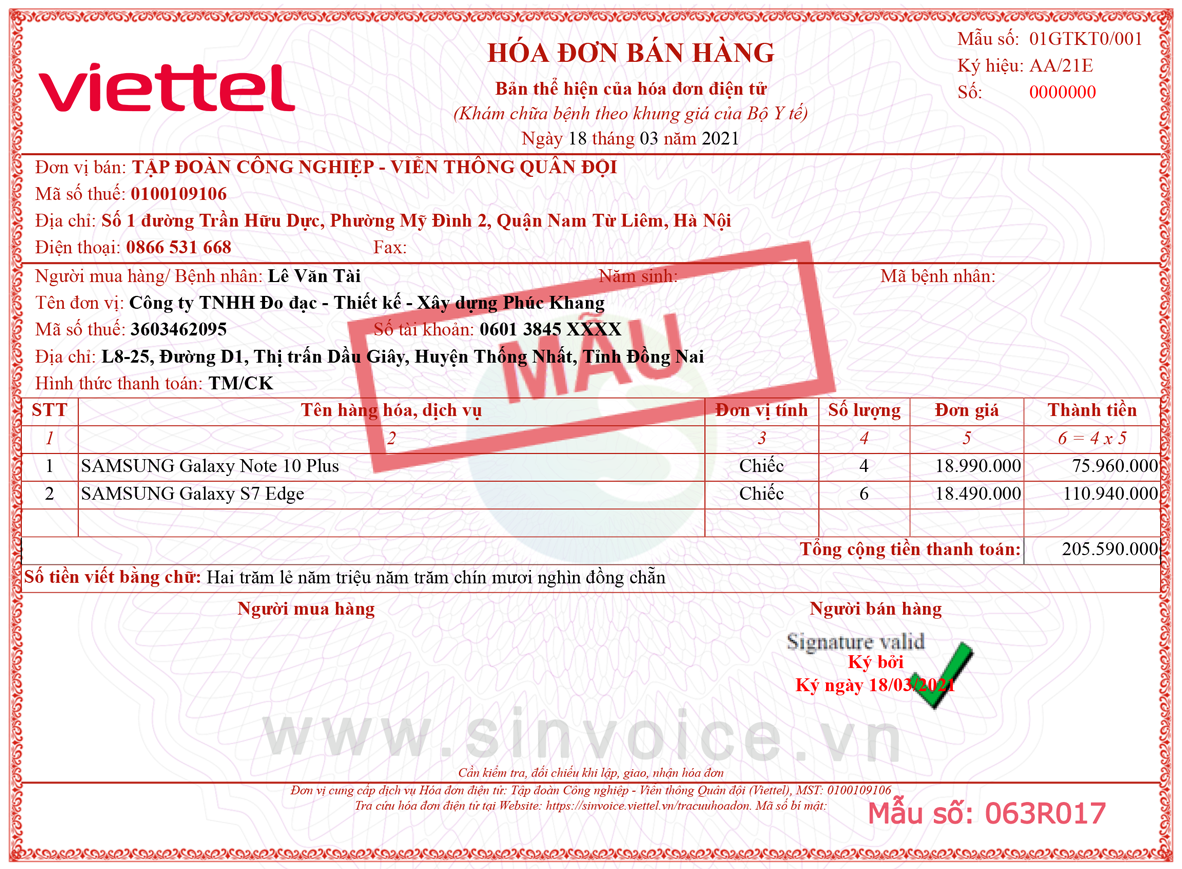 viettel
HÓA ĐƠN BÁN HÀNG
Bản thể hiện của hóa đơn điện tử
(Khám chữa bệnh theo khung giá của Bộ Y tế)
Ngày 18 tháng 03 năm 2021
Mẫu số: 01GTKT0/001
Ký hiệu: AA/21E
Số: 0000000
Đơn vị bán: TẬP ĐOÀN CÔNG NGHIỆP - VIỄN THÔNG QUÂN ĐỘI
Mã số thuế: 0100109106
Địa chỉ: Số 1 đường Trần Hữu Dực, Phường Mỹ Đình 2, Quận Nam Từ Liêm, Hà Nội
Điện thoại: 0866 531 668 Fax:
Người mua hàng/ Bệnh nhân: Lê Văn Tài Năm sinh: Mã bệnh nhân:
Tên đơn vị: Công ty TNHH Đo đạc - Thiết kế - Xây dựng Phúc Khang
Mã số thuế: 3603462095 Số tài khoản: 0601 3845 XXXX
Địa chỉ: L8-25, Đường D1, Thị trấn Dầu Giây, Huyện Thống Nhất, Tỉnh Đồng Nai
Hình thức thanh toán: TM/CK
MẪU
STT Tên hàng hóa, dịch vụ Đơn vị tính Số lượng Đơn giá Thành tiền
1 2 3 4 5 6 = 4 x 5
1 SAMSUNG Galaxy Note 10 Plus Chiếc 4 18.990.000 75.960.000
2 SAMSUNG Galaxy S7 Edge Chiếc 6 18.490.000 110.940.000
Tổng cộng tiền thanh toán: 205.590.000
Số tiền viết bằng chữ: Hai trăm lẻ năm triệu năm trăm chín mươi nghìn đồng chẵn
Người mua hàng Người bán hàng
Signature valid
Ký bởi
Ký ngày 18/03/2021
www.sinvoice.vn
Cần kiểm tra, đối chiếu khi lập, giao, nhận hóa đơn
Đơn vị cung cấp dịch vụ Hóa đơn điện tử: Tập đoàn Công nghiệp - Viễn thông Quân đội (Viettel), MST: 0100109106
Tra cứu hóa đơn điện tử tại Website: https://sinvoice.viettel.vn/tracuuhoadon. Mã số bí mật:
Mẫu số: 063R017